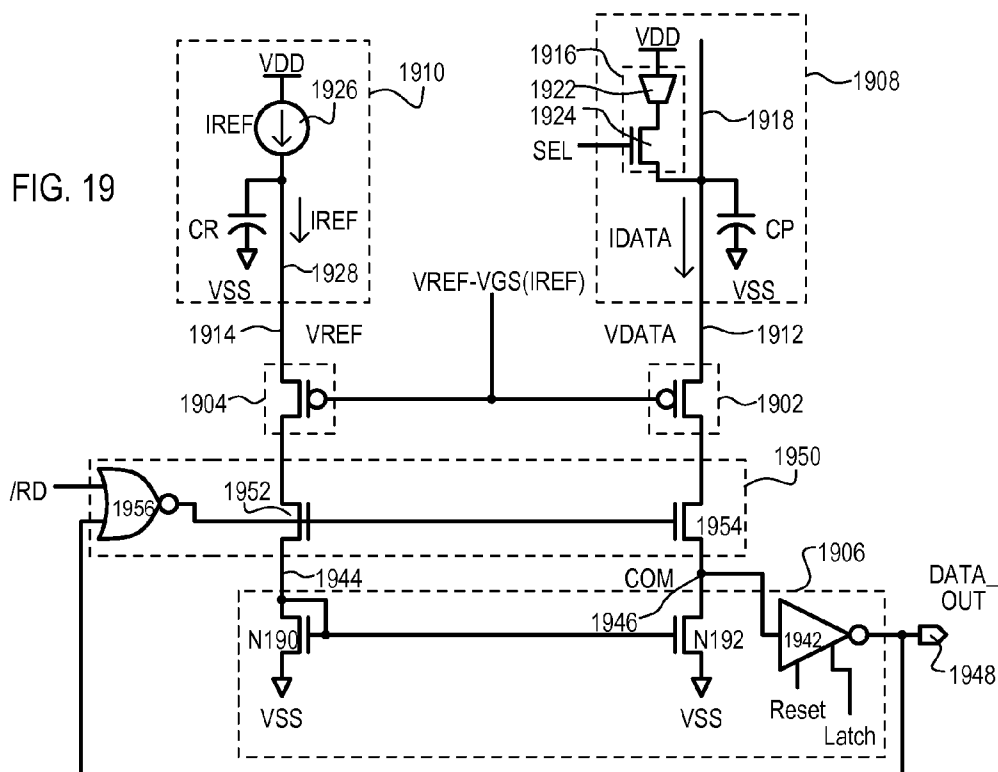 FIG. 19
VDD
1926
1910
IREF
CR
IREF
1928
VSS
1916
VDD
1922
1924
SEL
1908
1918
IDATA
CP
VSS
VREF-VGS(IREF)
1914
VREF
VDATA
1912
1904
1902
/RD
1956
1952
1954
1950
1944
COM
1946
1906
DATA_
OUT
N190
N192
1942
1948
VSS
VSS
Reset
Latch